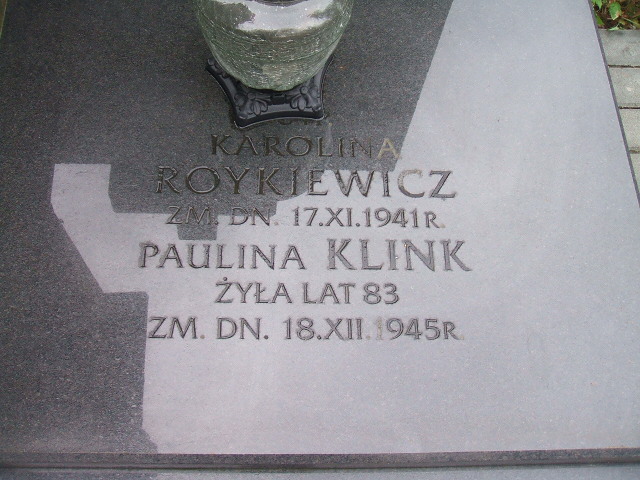 KAROLINA
ROYKIEWICZ
ZM. DN. 17.XI.1941R.
PAULINA KLINK
ŻYŁA LAT 83
ZM. DN. 18.XII.1945R.